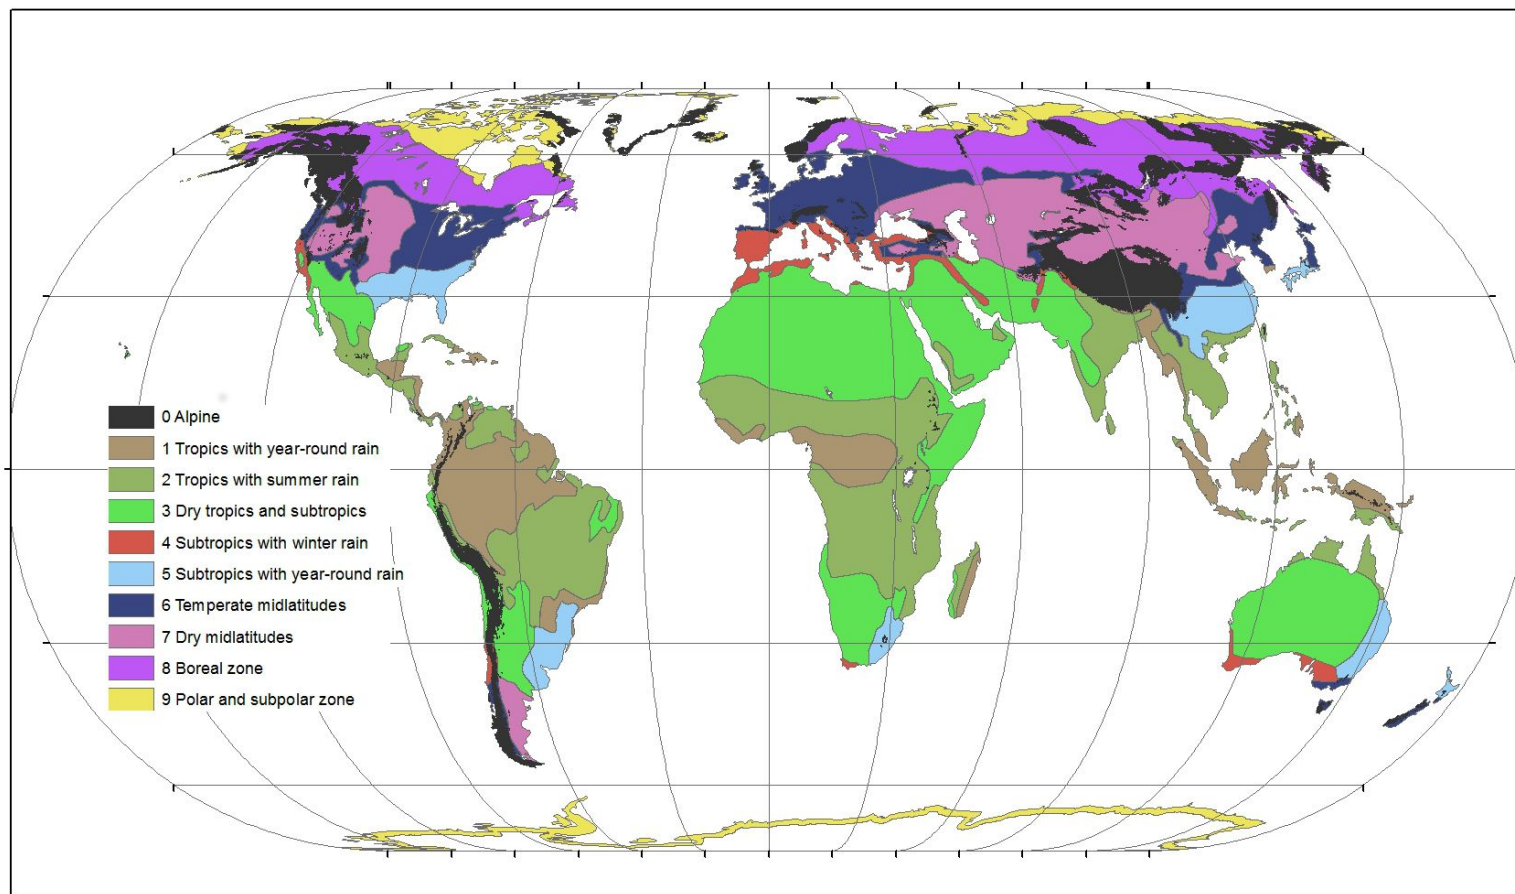 0 Alpine
1 Tropics with year-round rain
2 Tropics with summer rain
3 Dry tropics and subtropics
4 Subtropics with winter rain
5 Subtropics with year-round rain
6 Temperate midlatitudes
7 Dry midlatitudes
8 Boreal zone
9 Polar and subpolar zone